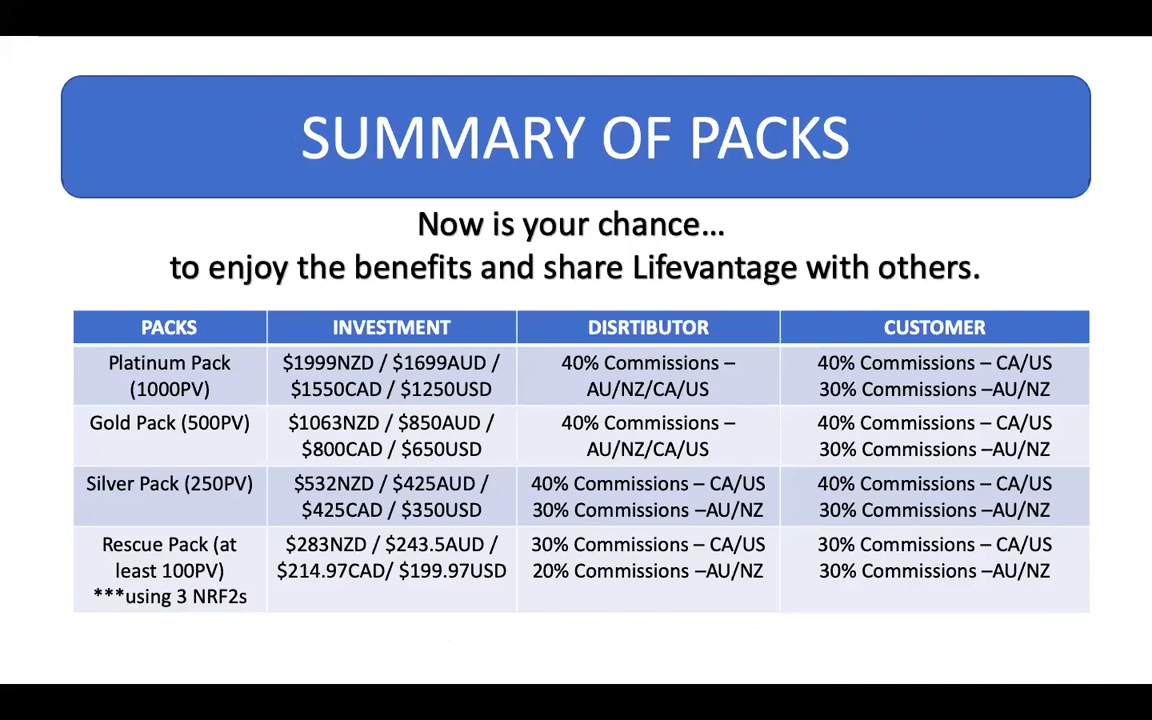 SUMMARY OF PACKS
Now is your chance...
to enjoy the benefits and share Lifevantage with others.
PACKS INVESTMENT DISRTIBUTOR CUSTOMER
Platinum Pack
(1000PV)
$1999NZD / $1699AUD /
$1550CAD / $1250USD
40% Commissions –
AU/NZ/CA/US
40% Commissions – CA/US
30% Commissions –AU/NZ
Gold Pack (500PV)
$1063NZD / $850AUD /
$800CAD / $650USD
40% Commissions –
AU/NZ/CA/US
40% Commissions – CA/US
30% Commissions –AU/NZ
Silver Pack (250PV)
$532NZD / $425AUD /
$425CAD / $350USD
40% Commissions – CA/US
30% Commissions –AU/NZ
40% Commissions – CA/US
30% Commissions –AU/NZ
Rescue Pack (at
least 100PV)
***using 3 NRF2s
$283NZD / $243.5AUD /
$214.97CAD/ $199.97USD
30% Commissions – CA/US
20% Commissions –AU/NZ
30% Commissions – CA/US
30% Commissions –AU/NZ